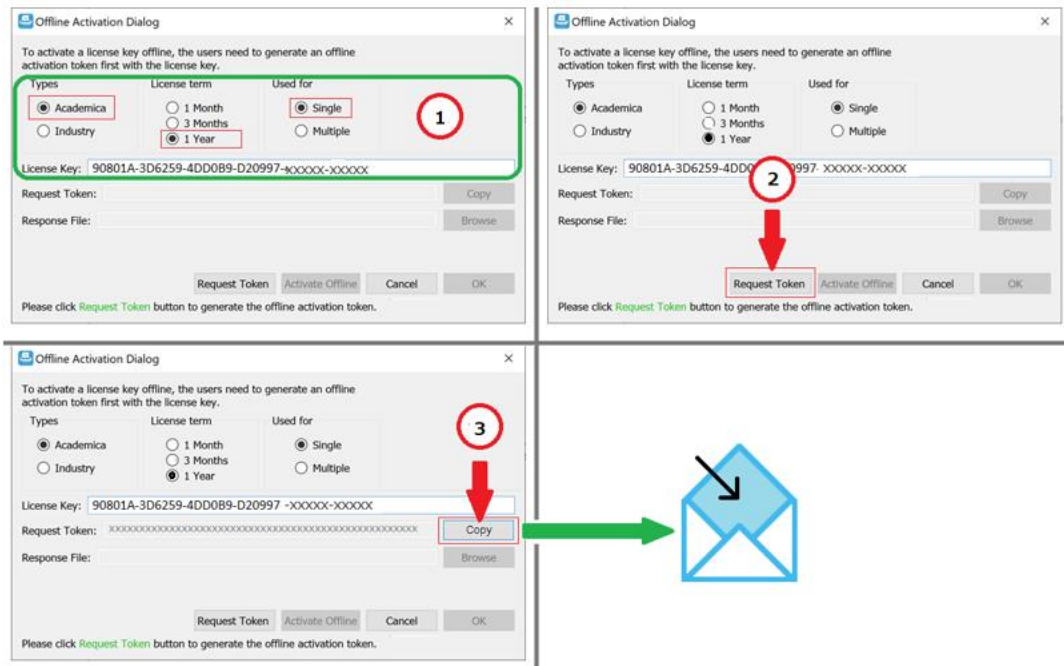 Offline Activation Dialog
To activate a license key offline, the users need to generate an offline
activation token first with the license key.
Types License term Used for
Academica 1 Month Single
3 Months
Industry 1 Year Multiple
1
License Key: 90801A-3D6259-4DD0B9-D20997-XXXXX-XXXXX
Request Token: Copy
Response File: Browse
Request Token Activate Offline Cancel OK
Please click Request Token button to generate the offline activation token.
Offline Activation Dialog
To activate a license key offline, the users need to generate an offline
activation token first with the license key.
Types License term Used for
Academica 1 Month Single
3 Months
Industry 1 Year Multiple
License Key: 90801A-3D6259-4DD0 997- XXXXX-XXXXX
2
Request Token: Copy
Response File: Browse
Request Token Activate Offline Cancel OK
Please click Request Token button to generate the offline activation token.
Offline Activation Dialog
To activate a license key offline, the users need to generate an offline
activation token first with the license key.
Types License term Used for
Academica 1 Month Single
3 Months
Industry 1 Year Multiple
3
License Key: 90801A-3D6259-4DD0B9-D20997 -XXXXX-XXXXX
Request Token: xxxxxxxxxxxxxxxxxxxxxxxxxxxxxxxxxxxxxxxxxxxxxxxxxx Copy
Response File: Browse
Request Token Activate Offline Cancel OK
Please click Request Token button to generate the offline activation token.